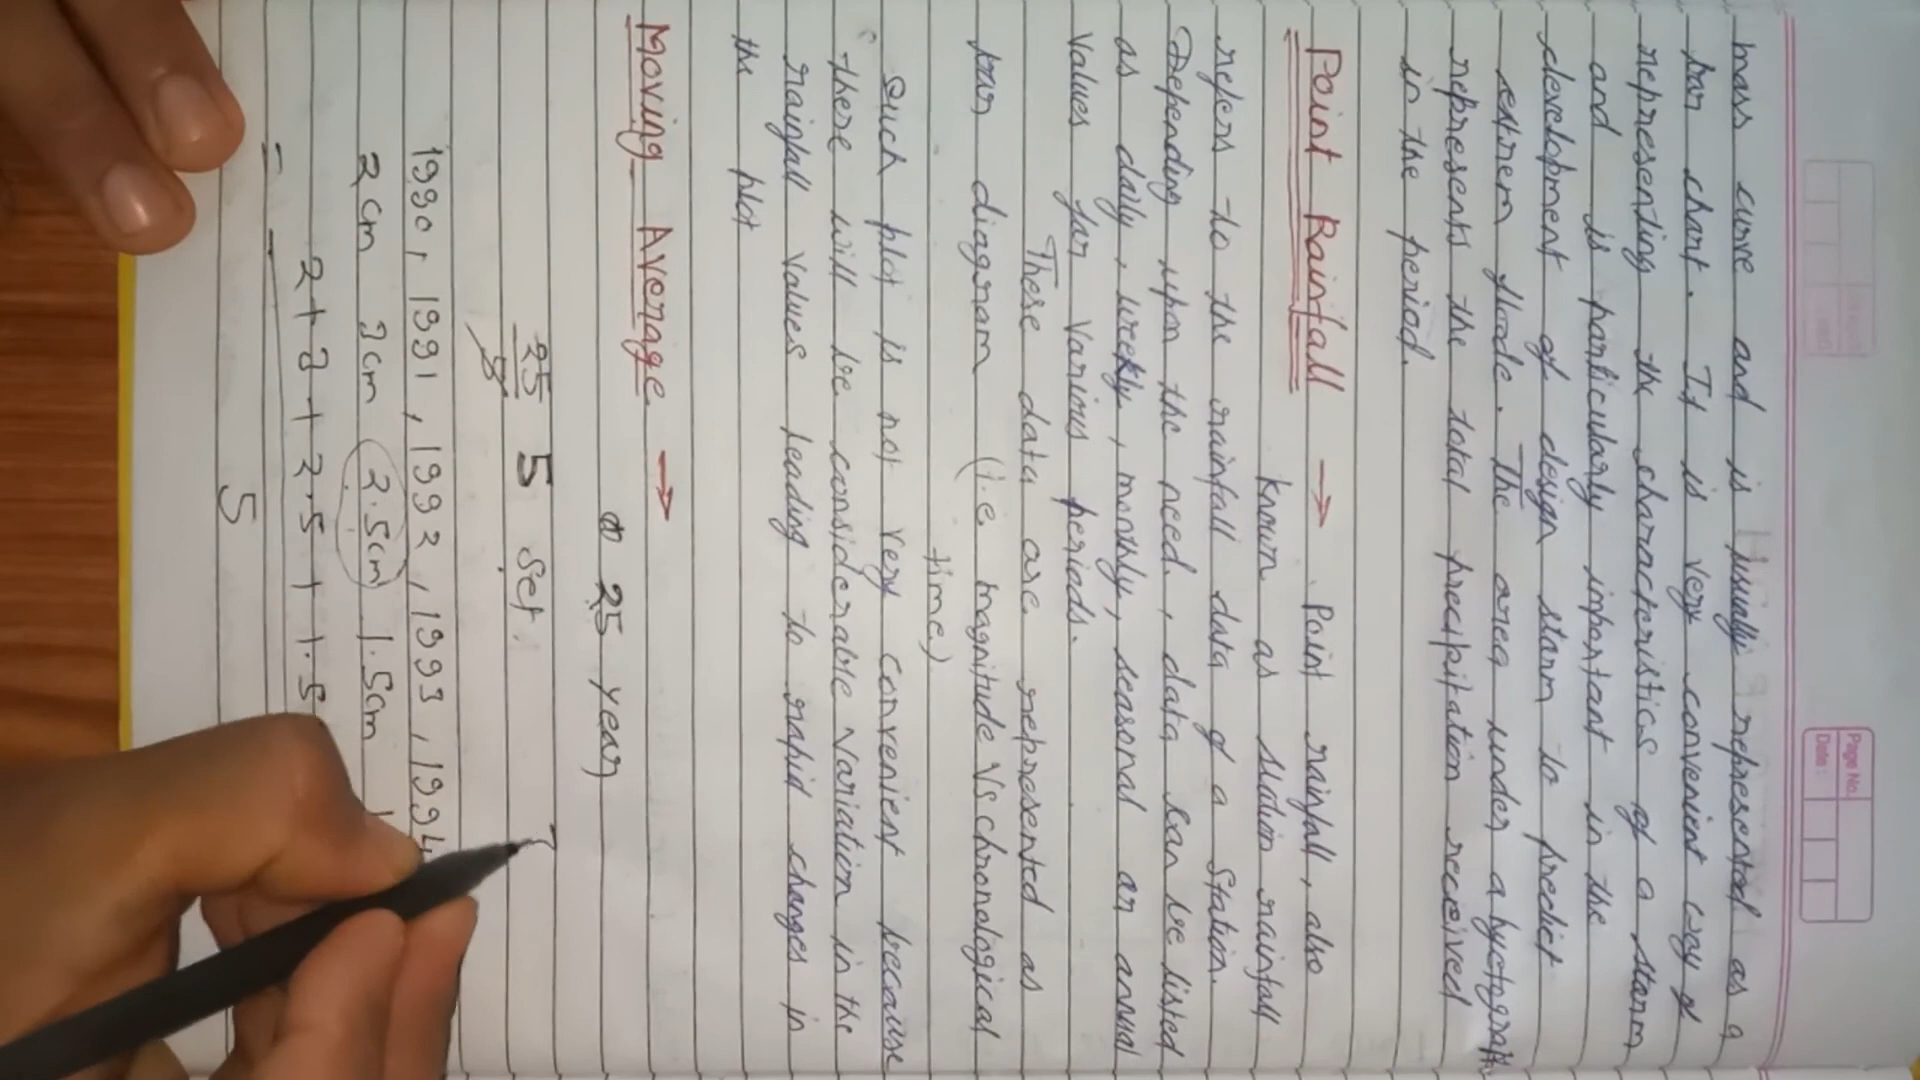 Page No.
Date:
mass curve and is usually represented as a
bar chart. It is very convenient way of
representing the characteristics of a storm
and is particularly important in the
development of design storm to predict
extrem floode. The area under a hyetograph
represents the total precipitation received
in the period.
Point Rainfall → Point rainfall, also
known as station rainfall
refers to the rainfall data of a station.
Depending upon the need, data can be listed
as daily, weekly, monthly, seasonal or annual
values for various periods.
These data are represented as
bar diagram (i.e magnitude Vs chronological
time)
Such plot is not very convenient because
there will be considerable variation in the
rainfall values leading to rapid changes in
the plot
Moving Average →
25 year
25/5 5 set
1990, 1991, 1992, 1993, 1994
2cm 3cm 2.5cm 1.5cm
2+3+2.5+1.5
=
5